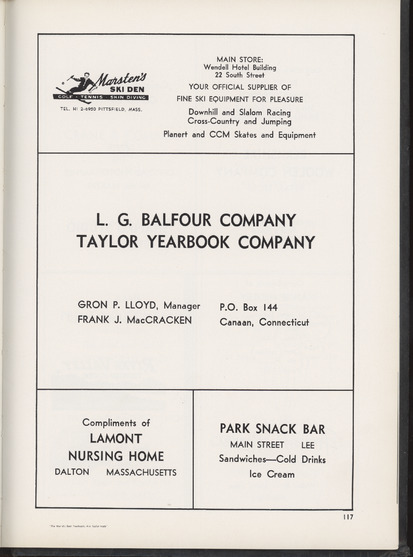 Marsten's
SKI DEN
GOLF - TENNIS SKIN DIVING
TEL. HI 2-6950 PITTSFIELD, MASS.
MAIN STORE:
Wendell Hotel Building
22 South Street
YOUR OFFICIAL SUPPLIER OF
FINE SKI EQUIPMENT FOR PLEASURE
Downhill and Slalom Racing
Cross-Country and Jumping
Planert and CCM Skates and Equipment
L. G. BALFOUR COMPANY
TAYLOR YEARBOOK COMPANY
GRON P. LLOYD, Manager
FRANK J. MacCRACKEN
P.O. Box 144
Canaan, Connecticut
Compliments of
LAMONT
NURSING HOME
DALTON MASSACHUSETTS
PARK SNACK BAR
MAIN STREET LEE
Sandwiches—Cold Drinks
Ice Cream
117